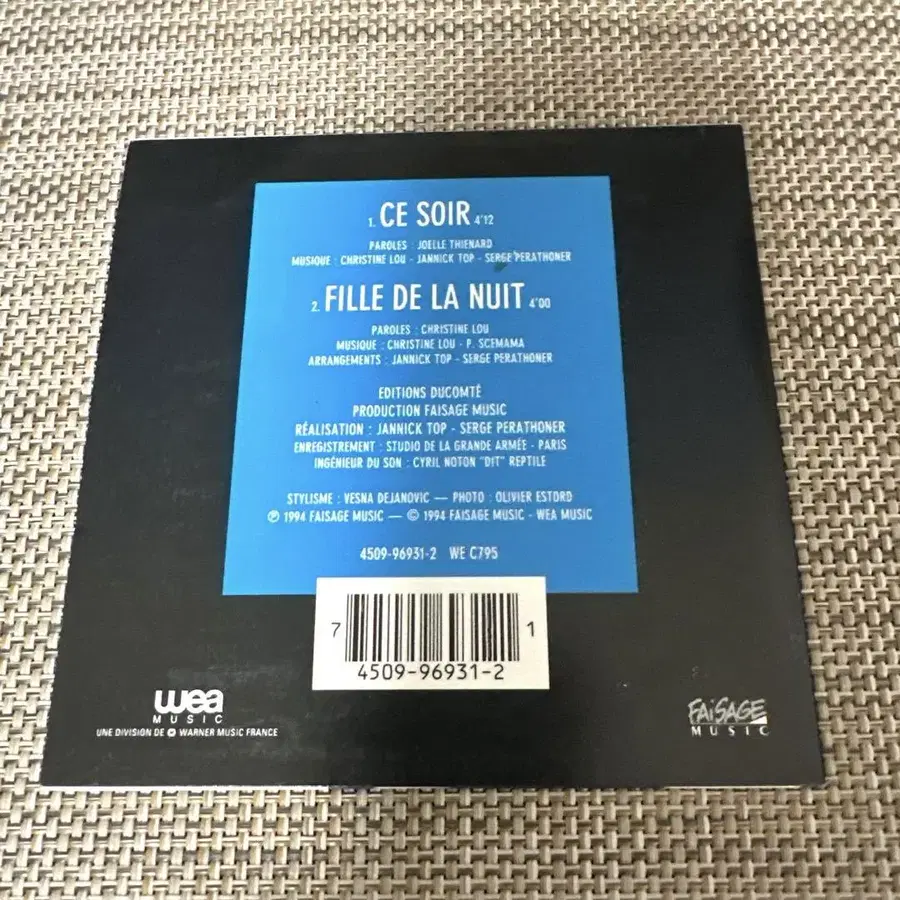 1. CE SOIR 4'12
PAROLES : JOELLE THIENARD
MUSIQUE : CHRISTINE LOU - JANNICK TOP - SERGE PERATHONER
2. FILLE DE LA NUIT 4'00
PAROLES : CHRISTINE LOU
MUSIQUE : CHRISTINE LOU - P. SCEMAMA
ARRANGEMENTS : JANNICK TOP - SERGE PERATHONER
EDITIONS DUCOMTÉ
PRODUCTION FAISAGE MUSIC
RÉALISATION : JANNICK TOP - SERGE PERATHONER
ENREGISTREMENT : STUDIO DE LA GRANDE ARMÉE - PARIS
INGÉNIEUR DU SON : CYRIL NOTON "DIT" REPTILE
STYLISME : VESNA DEJANOVIC — PHOTO : OLIVIER ESTORD
℗ 1994 FAISAGE MUSIC — © 1994 FAISAGE MUSIC - WEA MUSIC
4509-96931-2 WE C795
7 4509-96931-2 1
wea
MUSIC
UNE DIVISION DE WARNER MUSIC FRANCE
FAISAGE
MUSIC